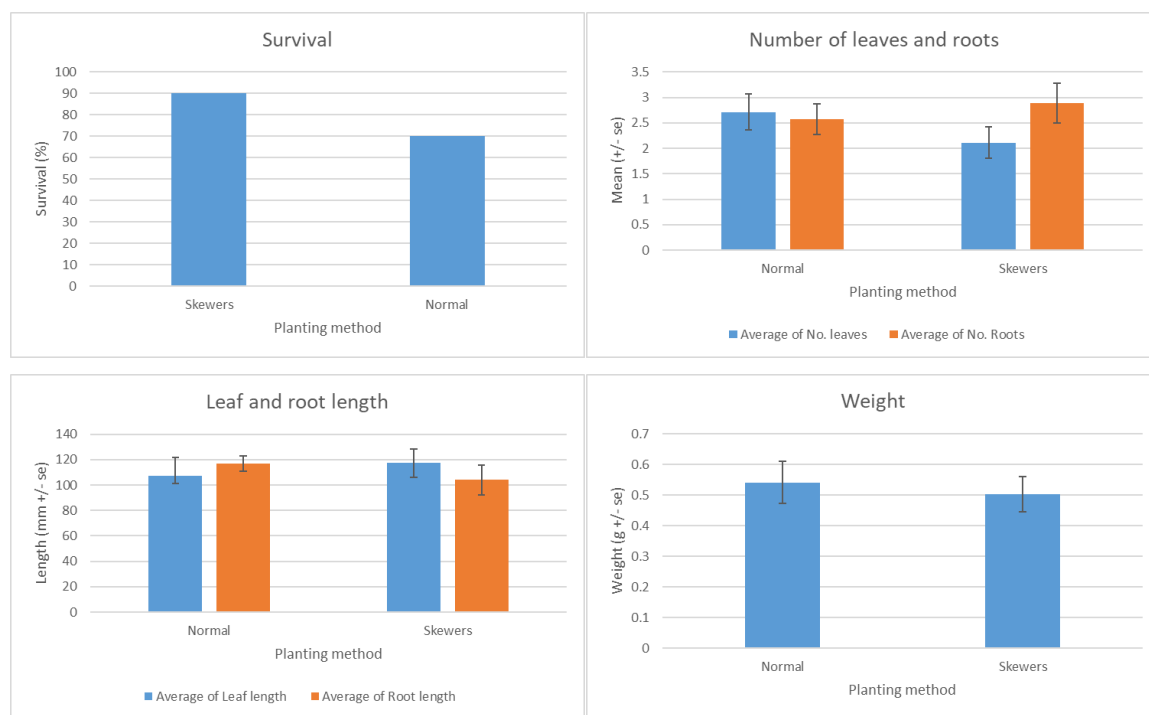 Survival
Survival (%)
100
90
80
70
60
50
40
30
20
10
0
Skewers Normal
Planting method
Number of leaves and roots
Mean (+/- se)
3.5
3
2.5
2
1.5
1
0.5
0
Normal Skewers
Planting method
Average of No. leaves Average of No. Roots
Leaf and root length
Length (mm +/- se)
140
120
100
80
60
40
20
0
Normal Skewers
Planting method
Average of Leaf length Average of Root length
Weight
Weight (g +/- se)
0.7
0.6
0.5
0.4
0.3
0.2
0.1
0
Normal Skewers
Planting method